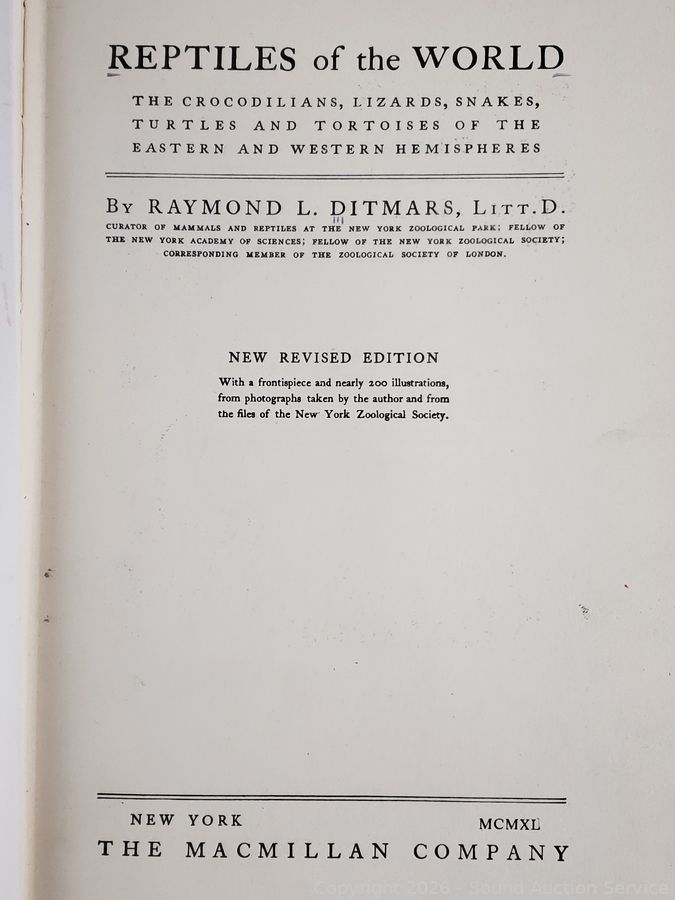 REPTILES of the WORLD
THE CROCODILIANS, LIZARDS, SNAKES,
TURTLES AND TORTOISES OF THE
EASTERN AND WESTERN HEMISPHERES
By RAYMOND L. DITMARS, Litt.D.
CURATOR OF MAMMALS AND REPTILES AT THE NEW YORK ZOOLOGICAL PARK; FELLOW OF
THE NEW YORK ACADEMY OF SCIENCES; FELLOW OF THE NEW YORK ZOOLOGICAL SOCIETY;
CORRESPONDING MEMBER OF THE ZOOLOGICAL SOCIETY OF LONDON.
NEW REVISED EDITION
With a frontispiece and nearly 200 illustrations,
from photographs taken by the author and from
the files of the New York Zoological Society.
NEW YORK MCMXL
THE MACMILLAN COMPANY
Copyright 2026 - Sound Auction Service